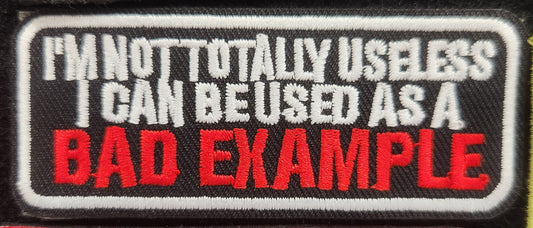 I'M NOT TOTALLY USELESS
I CAN BE USED AS A
BAD EXAMPLE